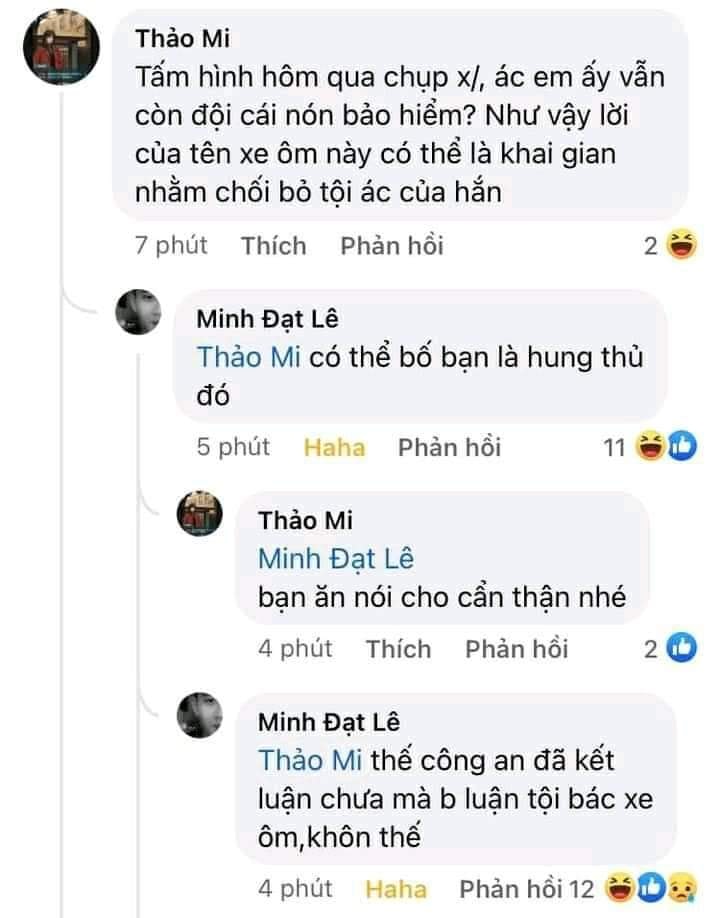 Thảo Mi
Tấm hình hôm qua chụp x/, ác em ấy vẫn
còn đội cái nón bảo hiểm? Như vậy lời
của tên xe ôm này có thể là khai gian
nhằm chối bỏ tội ác của hắn
7 phút Thích Phản hồi 2
Minh Đạt Lê
Thảo Mi có thể bố bạn là hung thủ
đó
5 phút Haha Phản hồi 11
Thảo Mi
Minh Đạt Lê
bạn ăn nói cho cẩn thận nhé
4 phút Thích Phản hồi 2
Minh Đạt Lê
Thảo Mi thế công an đã kết
luận chưa mà b luận tội bác xe
ôm,khôn thế
4 phút Haha Phản hồi 12